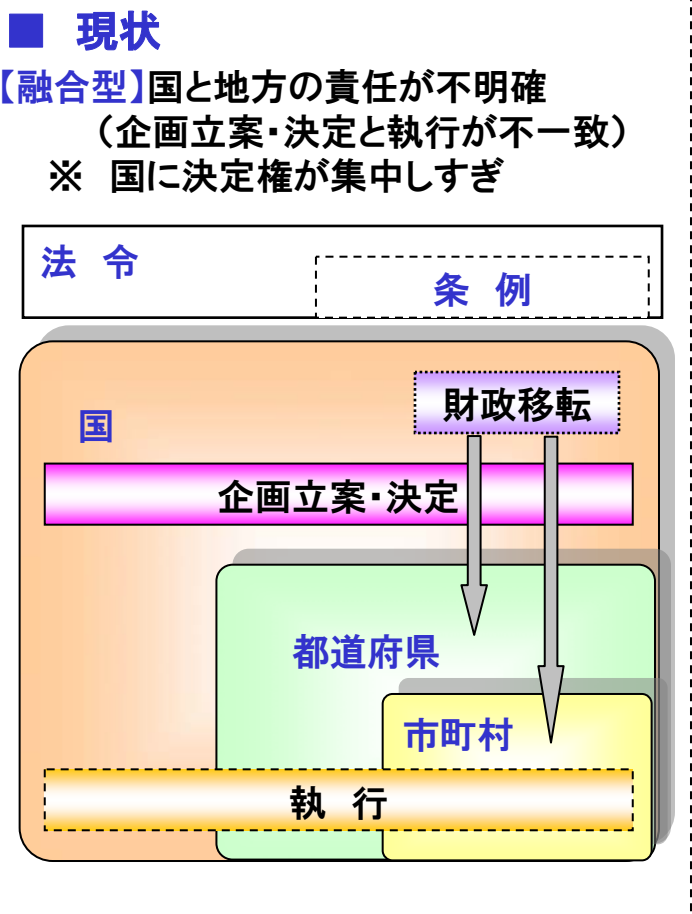 ■ 現状
【融合型】国と地方の責任が不明確
（企画立案・決定と執行が不一致）
※ 国に決定権が集中しすぎ
法 令
条 例
財政移転
国
企画立案・決定
都道府県
市町村
執 行